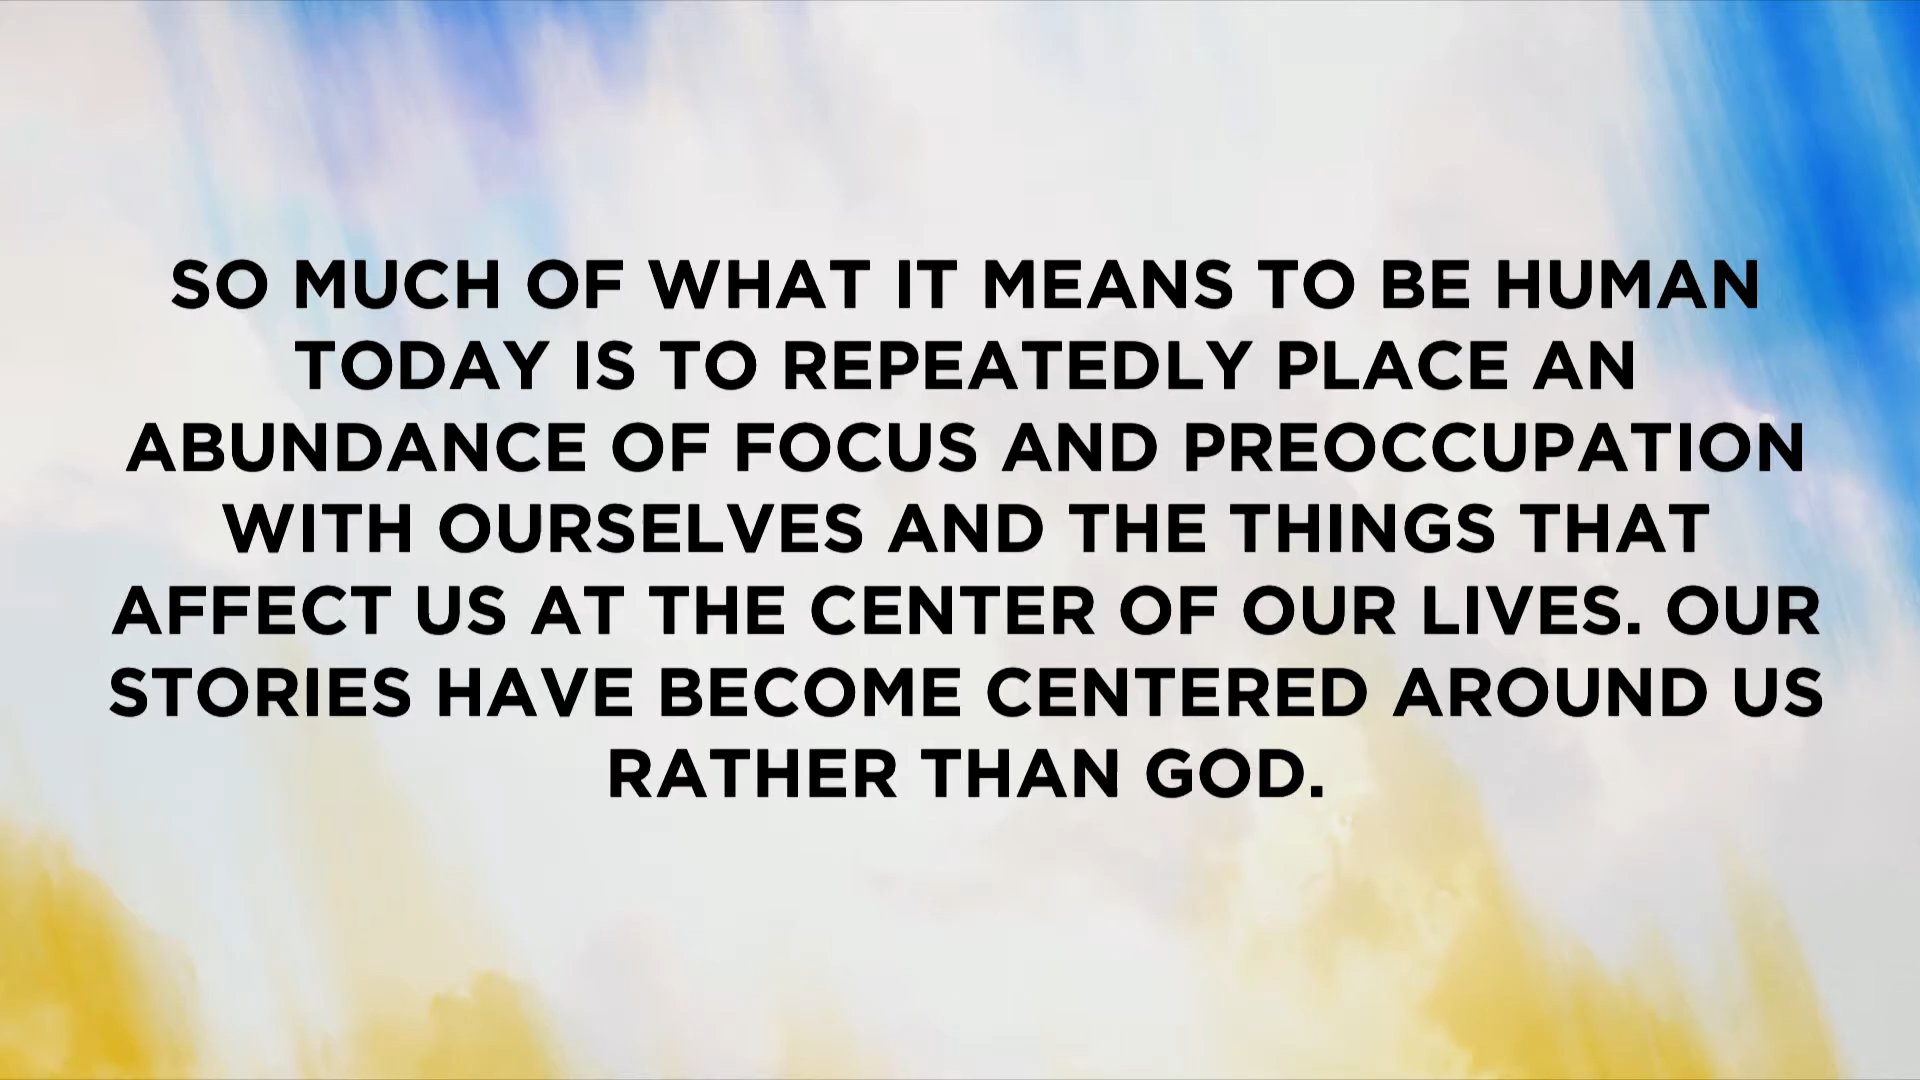 SO MUCH OF WHAT IT MEANS TO BE HUMAN
TODAY IS TO REPEATEDLY PLACE AN
ABUNDANCE OF FOCUS AND PREOCCUPATION
WITH OURSELVES AND THE THINGS THAT
AFFECT US AT THE CENTER OF OUR LIVES. OUR
STORIES HAVE BECOME CENTERED AROUND US
RATHER THAN GOD.